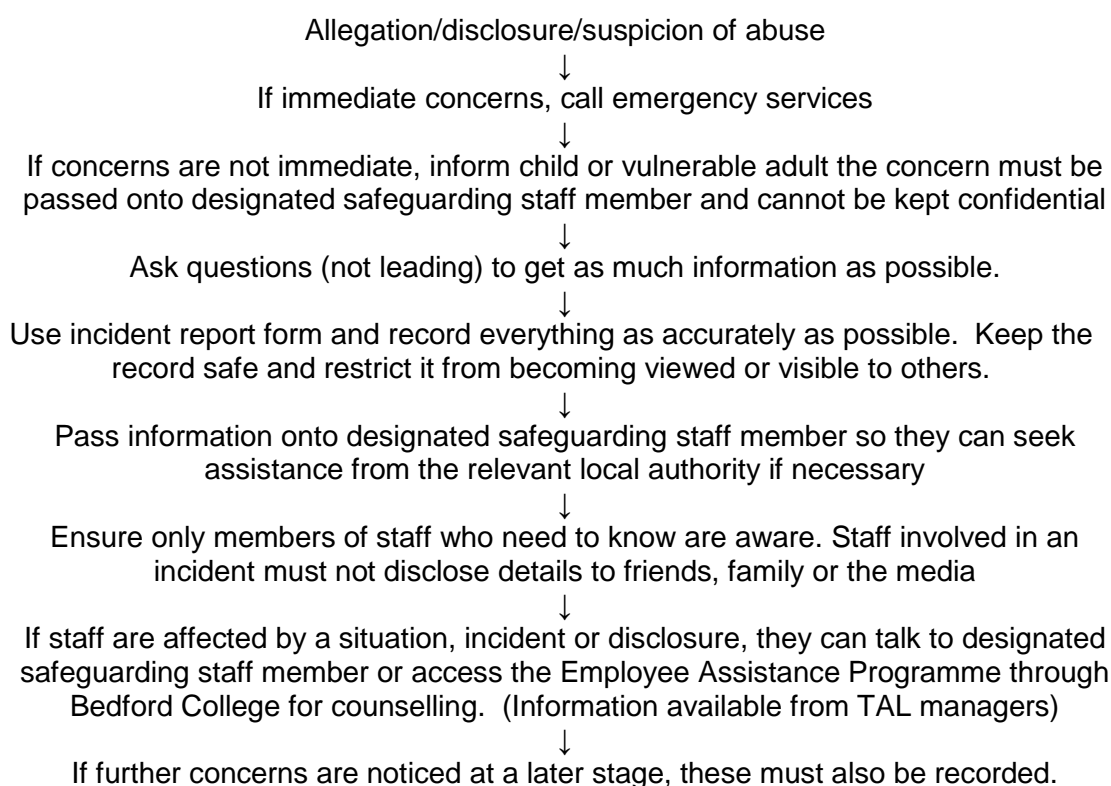 Allegation/disclosure/suspicion of abuse
↓
If immediate concerns, call emergency services
↓
If concerns are not immediate, inform child or vulnerable adult the concern must be
passed onto designated safeguarding staff member and cannot be kept confidential
↓
Ask questions (not leading) to get as much information as possible.
↓
Use incident report form and record everything as accurately as possible.  Keep the
record safe and restrict it from becoming viewed or visible to others.
↓
Pass information onto designated safeguarding staff member so they can seek
assistance from the relevant local authority if necessary
↓
Ensure only members of staff who need to know are aware. Staff involved in an
incident must not disclose details to friends, family or the media
↓
If staff are affected by a situation, incident or disclosure, they can talk to designated
safeguarding staff member or access the Employee Assistance Programme through
Bedford College for counselling.  (Information available from TAL managers)
↓
If further concerns are noticed at a later stage, these must also be recorded.